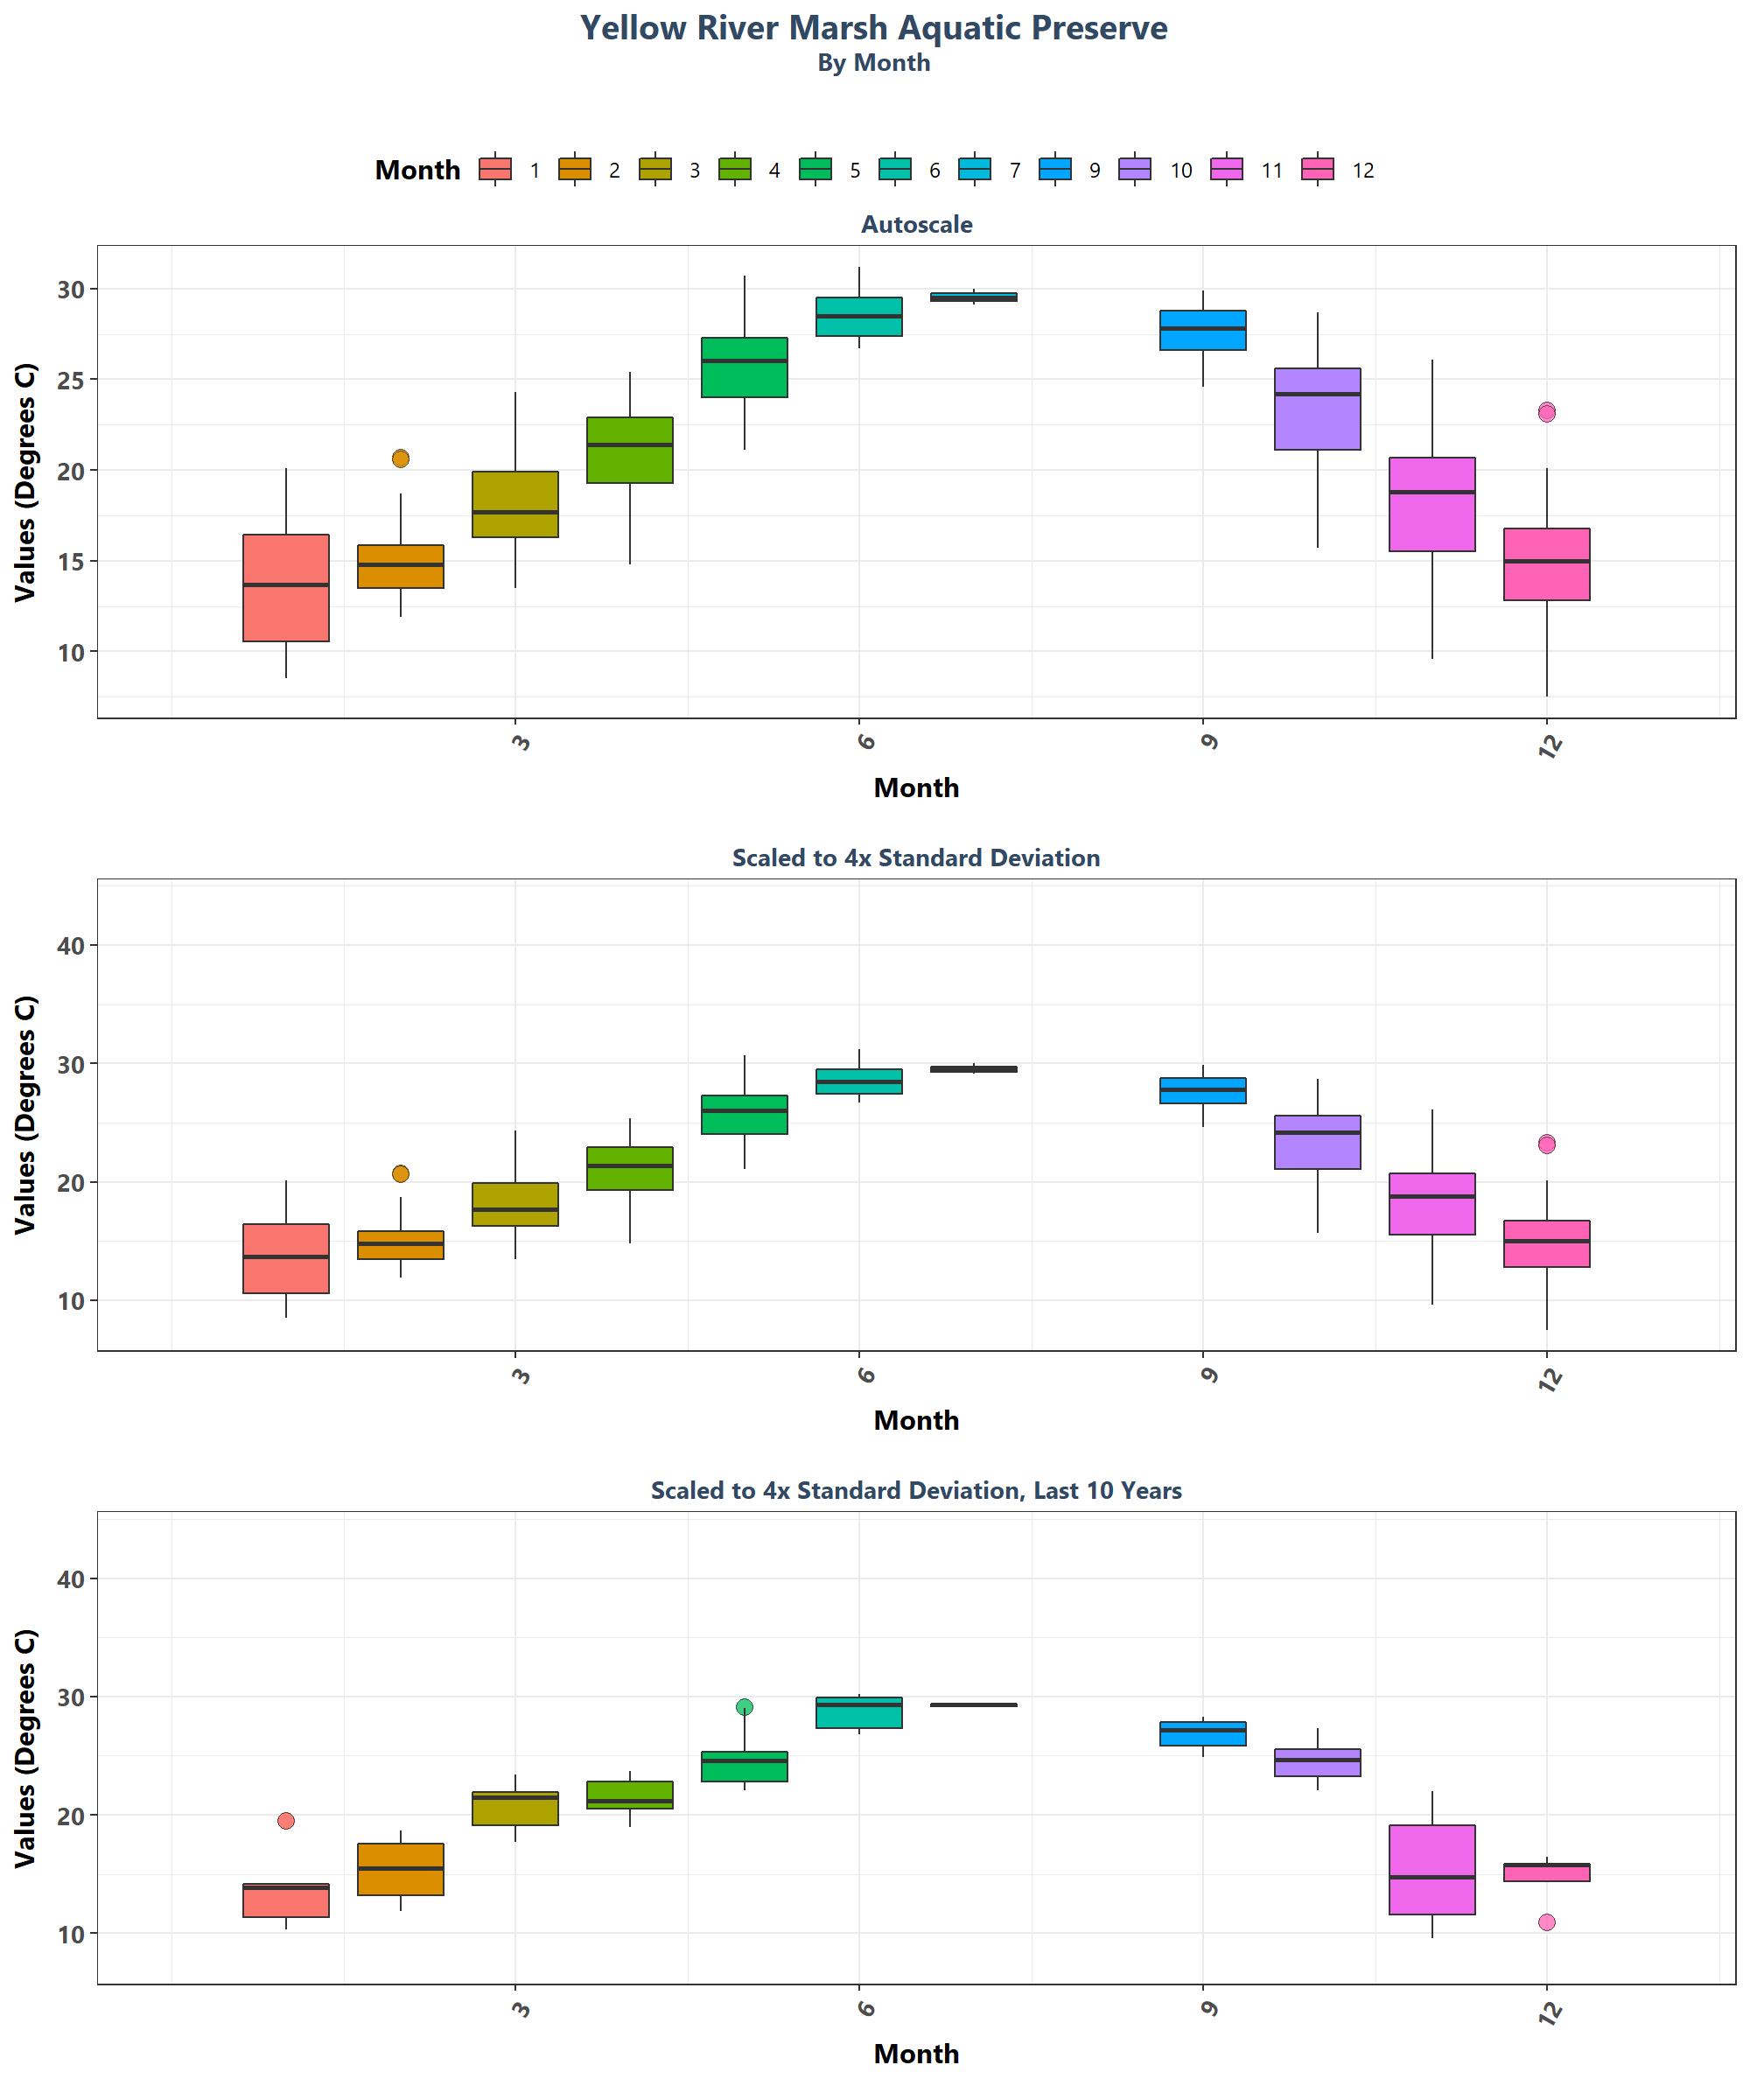 Yellow River Marsh Aquatic Preserve
By Month
Month 1 2 3 4 5 6 7 9 10 11 12
Autoscale
Values (Degrees C)
30
25
20
15
10
3 6 9 12
Month
Scaled to 4x Standard Deviation
Values (Degrees C)
40
30
20
10
3 6 9 12
Month
Scaled to 4x Standard Deviation, Last 10 Years
Values (Degrees C)
40
30
20
10
3 6 9 12
Month